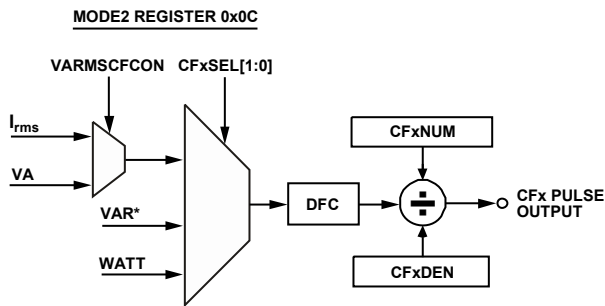 MODE2 REGISTER 0x0C
VARMSCFCON
CFxSEL[1:0]
Irms
VA
VAR*
WATT
DFC
CFxNUM
÷
CFxDEN
CFx PULSE
OUTPUT